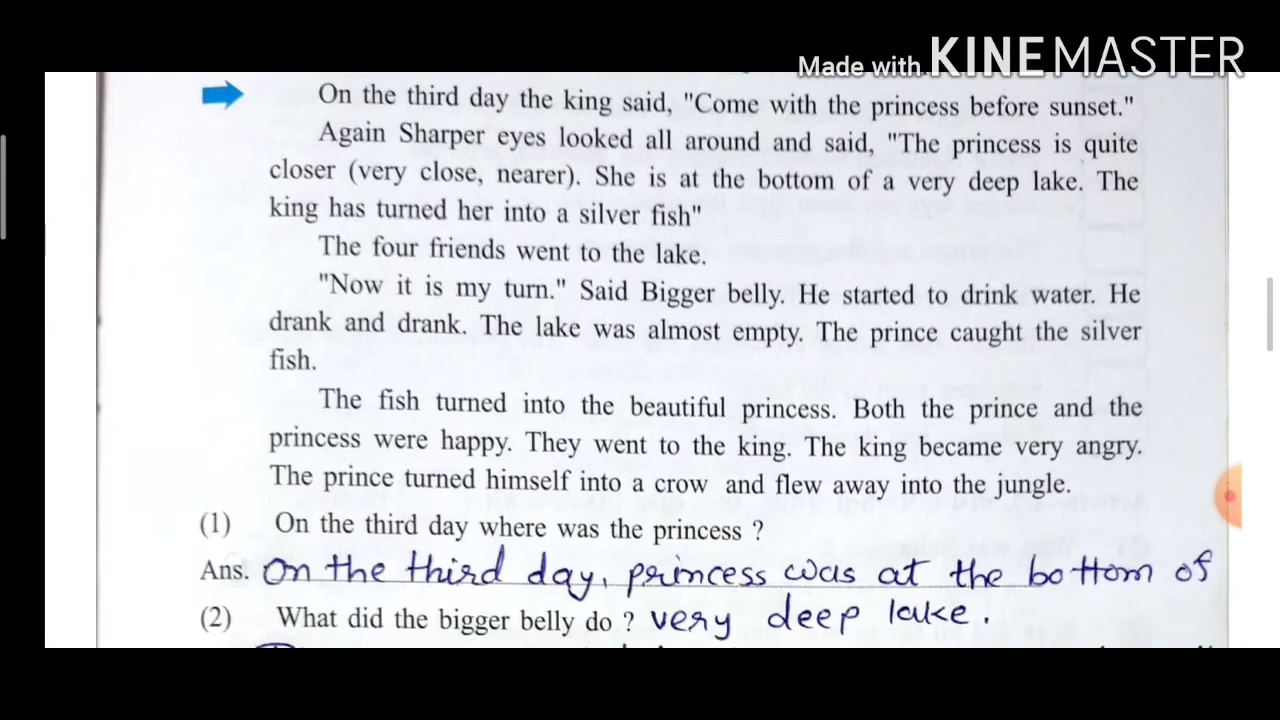 Made with KINEMASTER
On the third day the king said, "Come with the princess before sunset."
Again Sharper eyes looked all around and said, "The princess is quite
closer (very close, nearer). She is at the bottom of a very deep lake. The
king has turned her into a silver fish"
The four friends went to the lake.
"Now it is my turn." Said Bigger belly. He started to drink water. He
drank and drank. The lake was almost empty. The prince caught the silver
fish.
The fish turned into the beautiful princess. Both the prince and the
princess were happy. They went to the king. The king became very angry.
The prince turned himself into a crow and flew away into the jungle.
(1) On the third day where was the princess ?
Ans. On the third day, princess was at the bottom of
(2) What did the bigger belly do ? very deep lake.